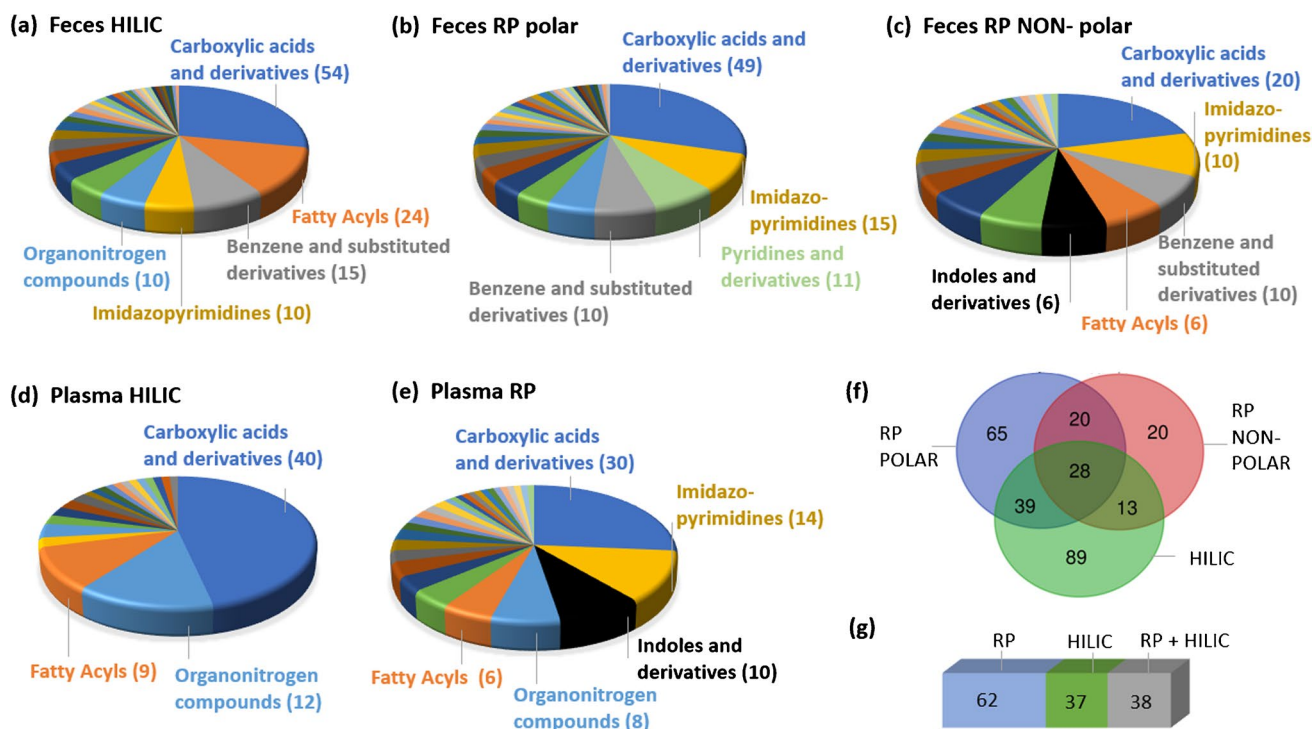 (a) Feces HILIC
Carboxylic acids
and derivatives (54)
Fatty Acyls (24)
Benzene and substituted
derivatives (15)
Organonitrogen
compounds (10)
Imidazopyrimidines (10)
(b) Feces RP polar
Carboxylic acids and
derivatives (49)
Imidazo-
pyrimidines (15)
Pyridines and
derivatives (11)
Benzene and substituted
derivatives (10)
(c) Feces RP NON- polar
Carboxylic acids
and derivatives (20)
Imidazo-
pyrimidines
(10)
Benzene and
substituted
derivatives (10)
Indoles and
derivatives (6)
Fatty Acyls (6)
(d) Plasma HILIC
Carboxylic acids
and derivatives (40)
Fatty Acyls (9)
Organonitrogen
compounds (12)
(e) Plasma RP
Carboxylic acids
and derivatives (30)
Imidazo-
pyrimidines (14)
Indoles and
derivatives (10)
Fatty Acyls (6)
Organonitrogen
compounds (8)
(f)
RP
POLAR
65
20
20
RP
NON-
POLAR
28
39
13
89
HILIC
(g)
RP
HILIC
RP + HILIC
62
37
38